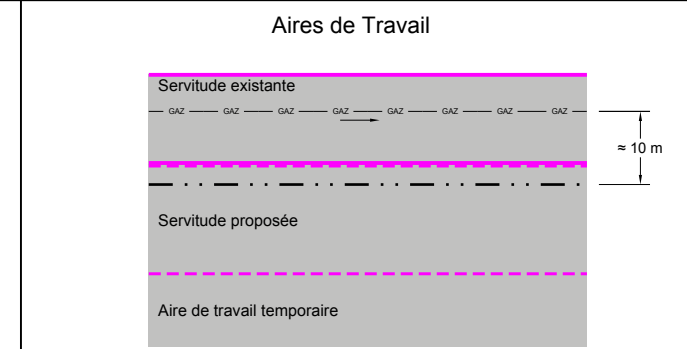 Aires de Travail
Servitude existante
GAZ GAZ GAZ GAZ GAZ GAZ GAZ GAZ
≈ 10 m
Servitude proposée
Aire de travail temporaire